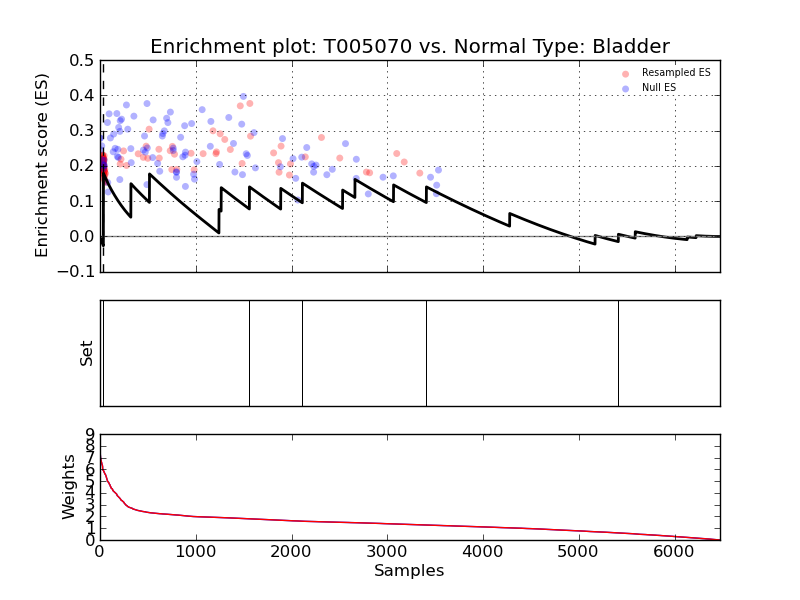 Enrichment plot: T005070 vs. Normal Type: Bladder
Enrichment score (ES)
0.5
0.4
0.3
0.2
0.1
0.0
−0.1
Resampled ES
Null ES
Set
Weights
9
8
7
6
5
4
3
2
1
0
0 1000 2000 3000 4000 5000 6000
Samples